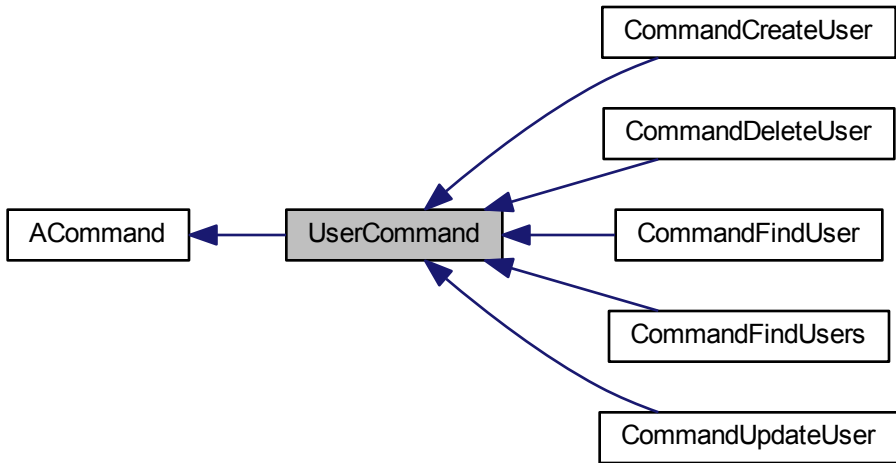 CommandCreateUser
CommandDeleteUser
ACommand
UserCommand
CommandFindUser
CommandFindUsers
CommandUpdateUser